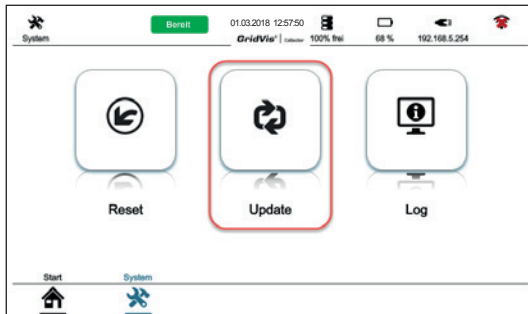 System
Bereit
01.03.2018 12:57:50
GridVis® | Collector
100% frei
68 %
192.168.5.254
Reset
Update
Log
Start
System